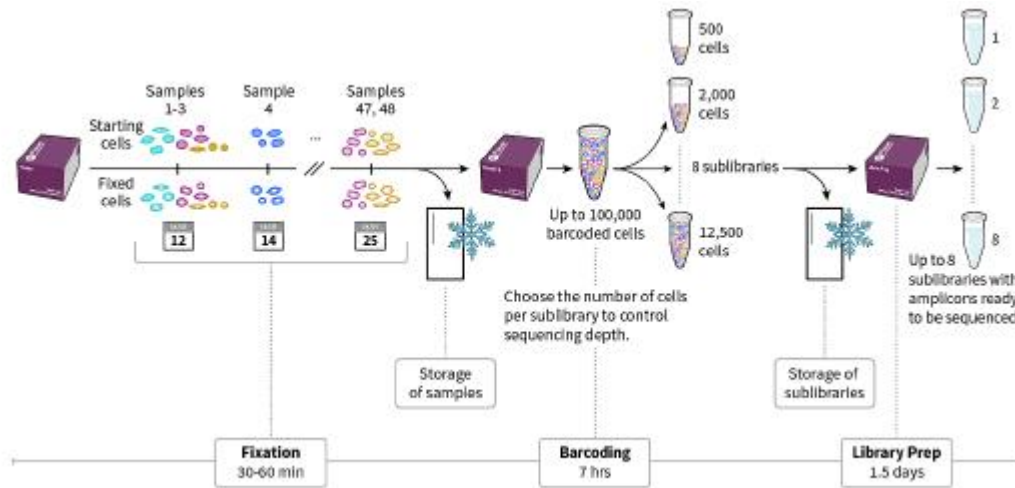 Samples
1-3
Sample
4
Samples
47, 48
Starting
cells
...
Fixed
cells
12
14
25
Storage
of samples
Up to 100,000
barcoded cells
Choose the number of cells
per sublibrary to control
sequencing depth.
500
cells
2,000
cells
8 sublibraries
12,500
cells
Storage of
sublibraries
1
2
8
Up to 8
sublibraries with
amplicons ready
to be sequenced
Fixation
30-60 min
Barcoding
7 hrs
Library Prep
1.5 days